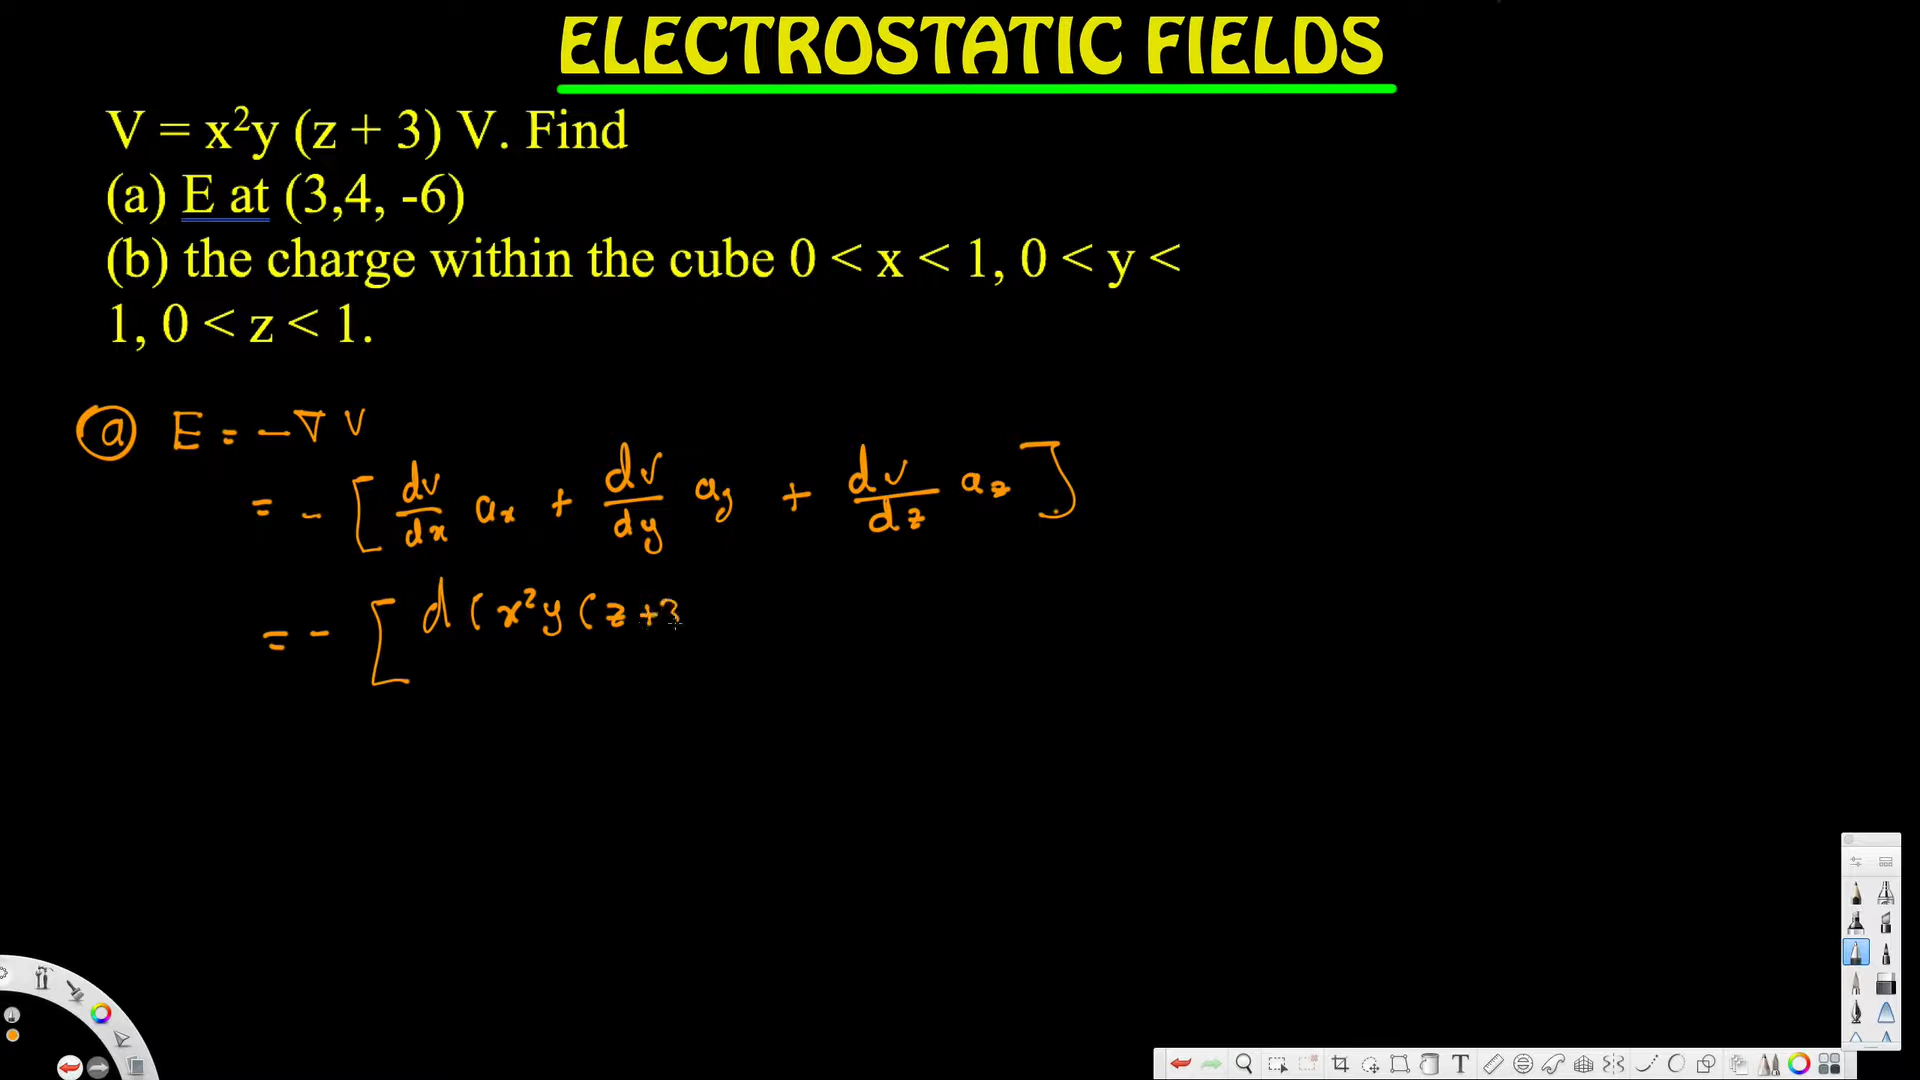 ELECTROSTATIC FIELDS
V = x²y (z + 3) V. Find
(a) E at (3,4, -6)
(b) the charge within the cube 0 < x < 1, 0 < y <
1, 0 < z < 1.
(a) E = - ∇ V
= - [ dv/dx ax + dv/dy ay + dv/dz az ]
= - [ d ( x²y ( z + 3